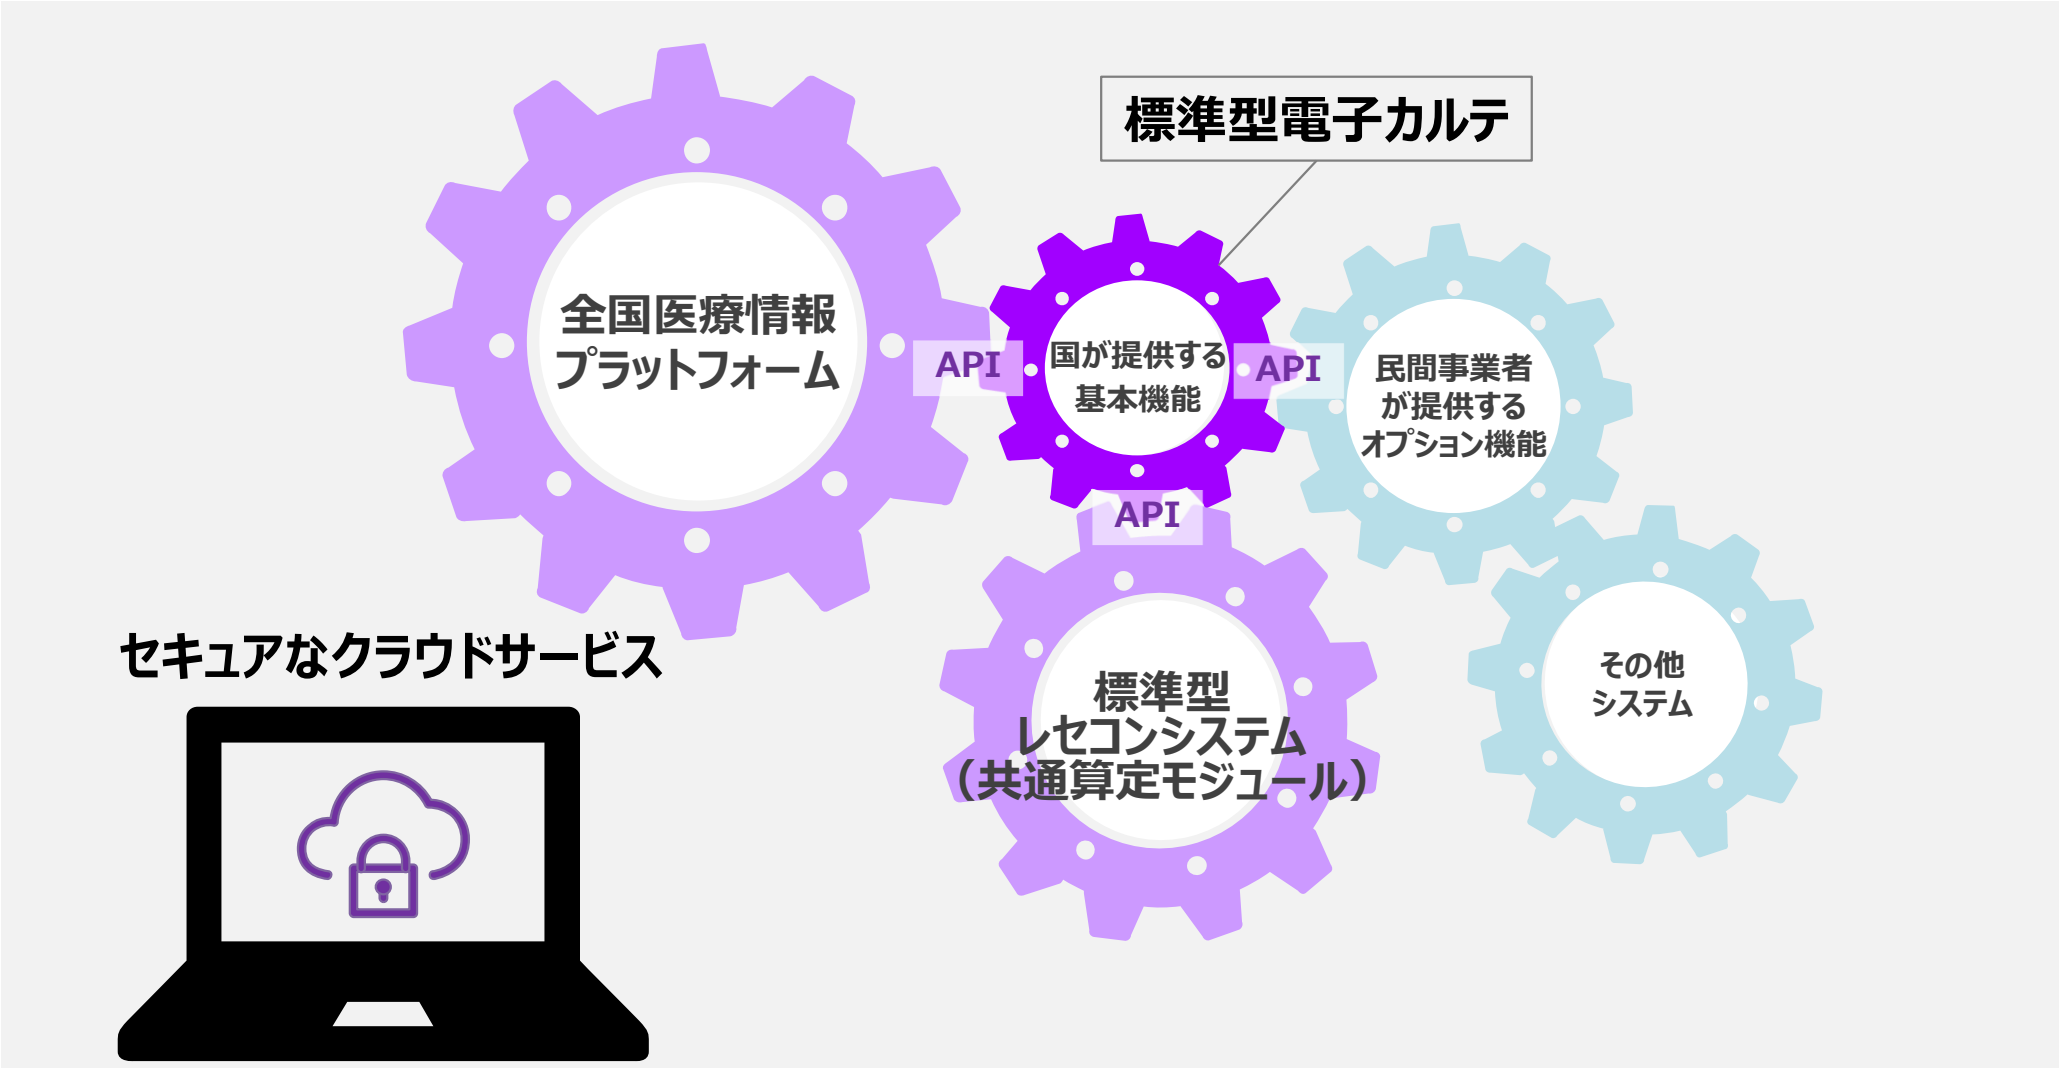 標準型電子カルテ
全国医療情報
プラットフォーム
API
国が提供する
基本機能
API
民間事業者
が提供する
オプション機能
API
その他
システム
標準型
レセコンシステム
（共通算定モジュール）
セキュアなクラウドサービス